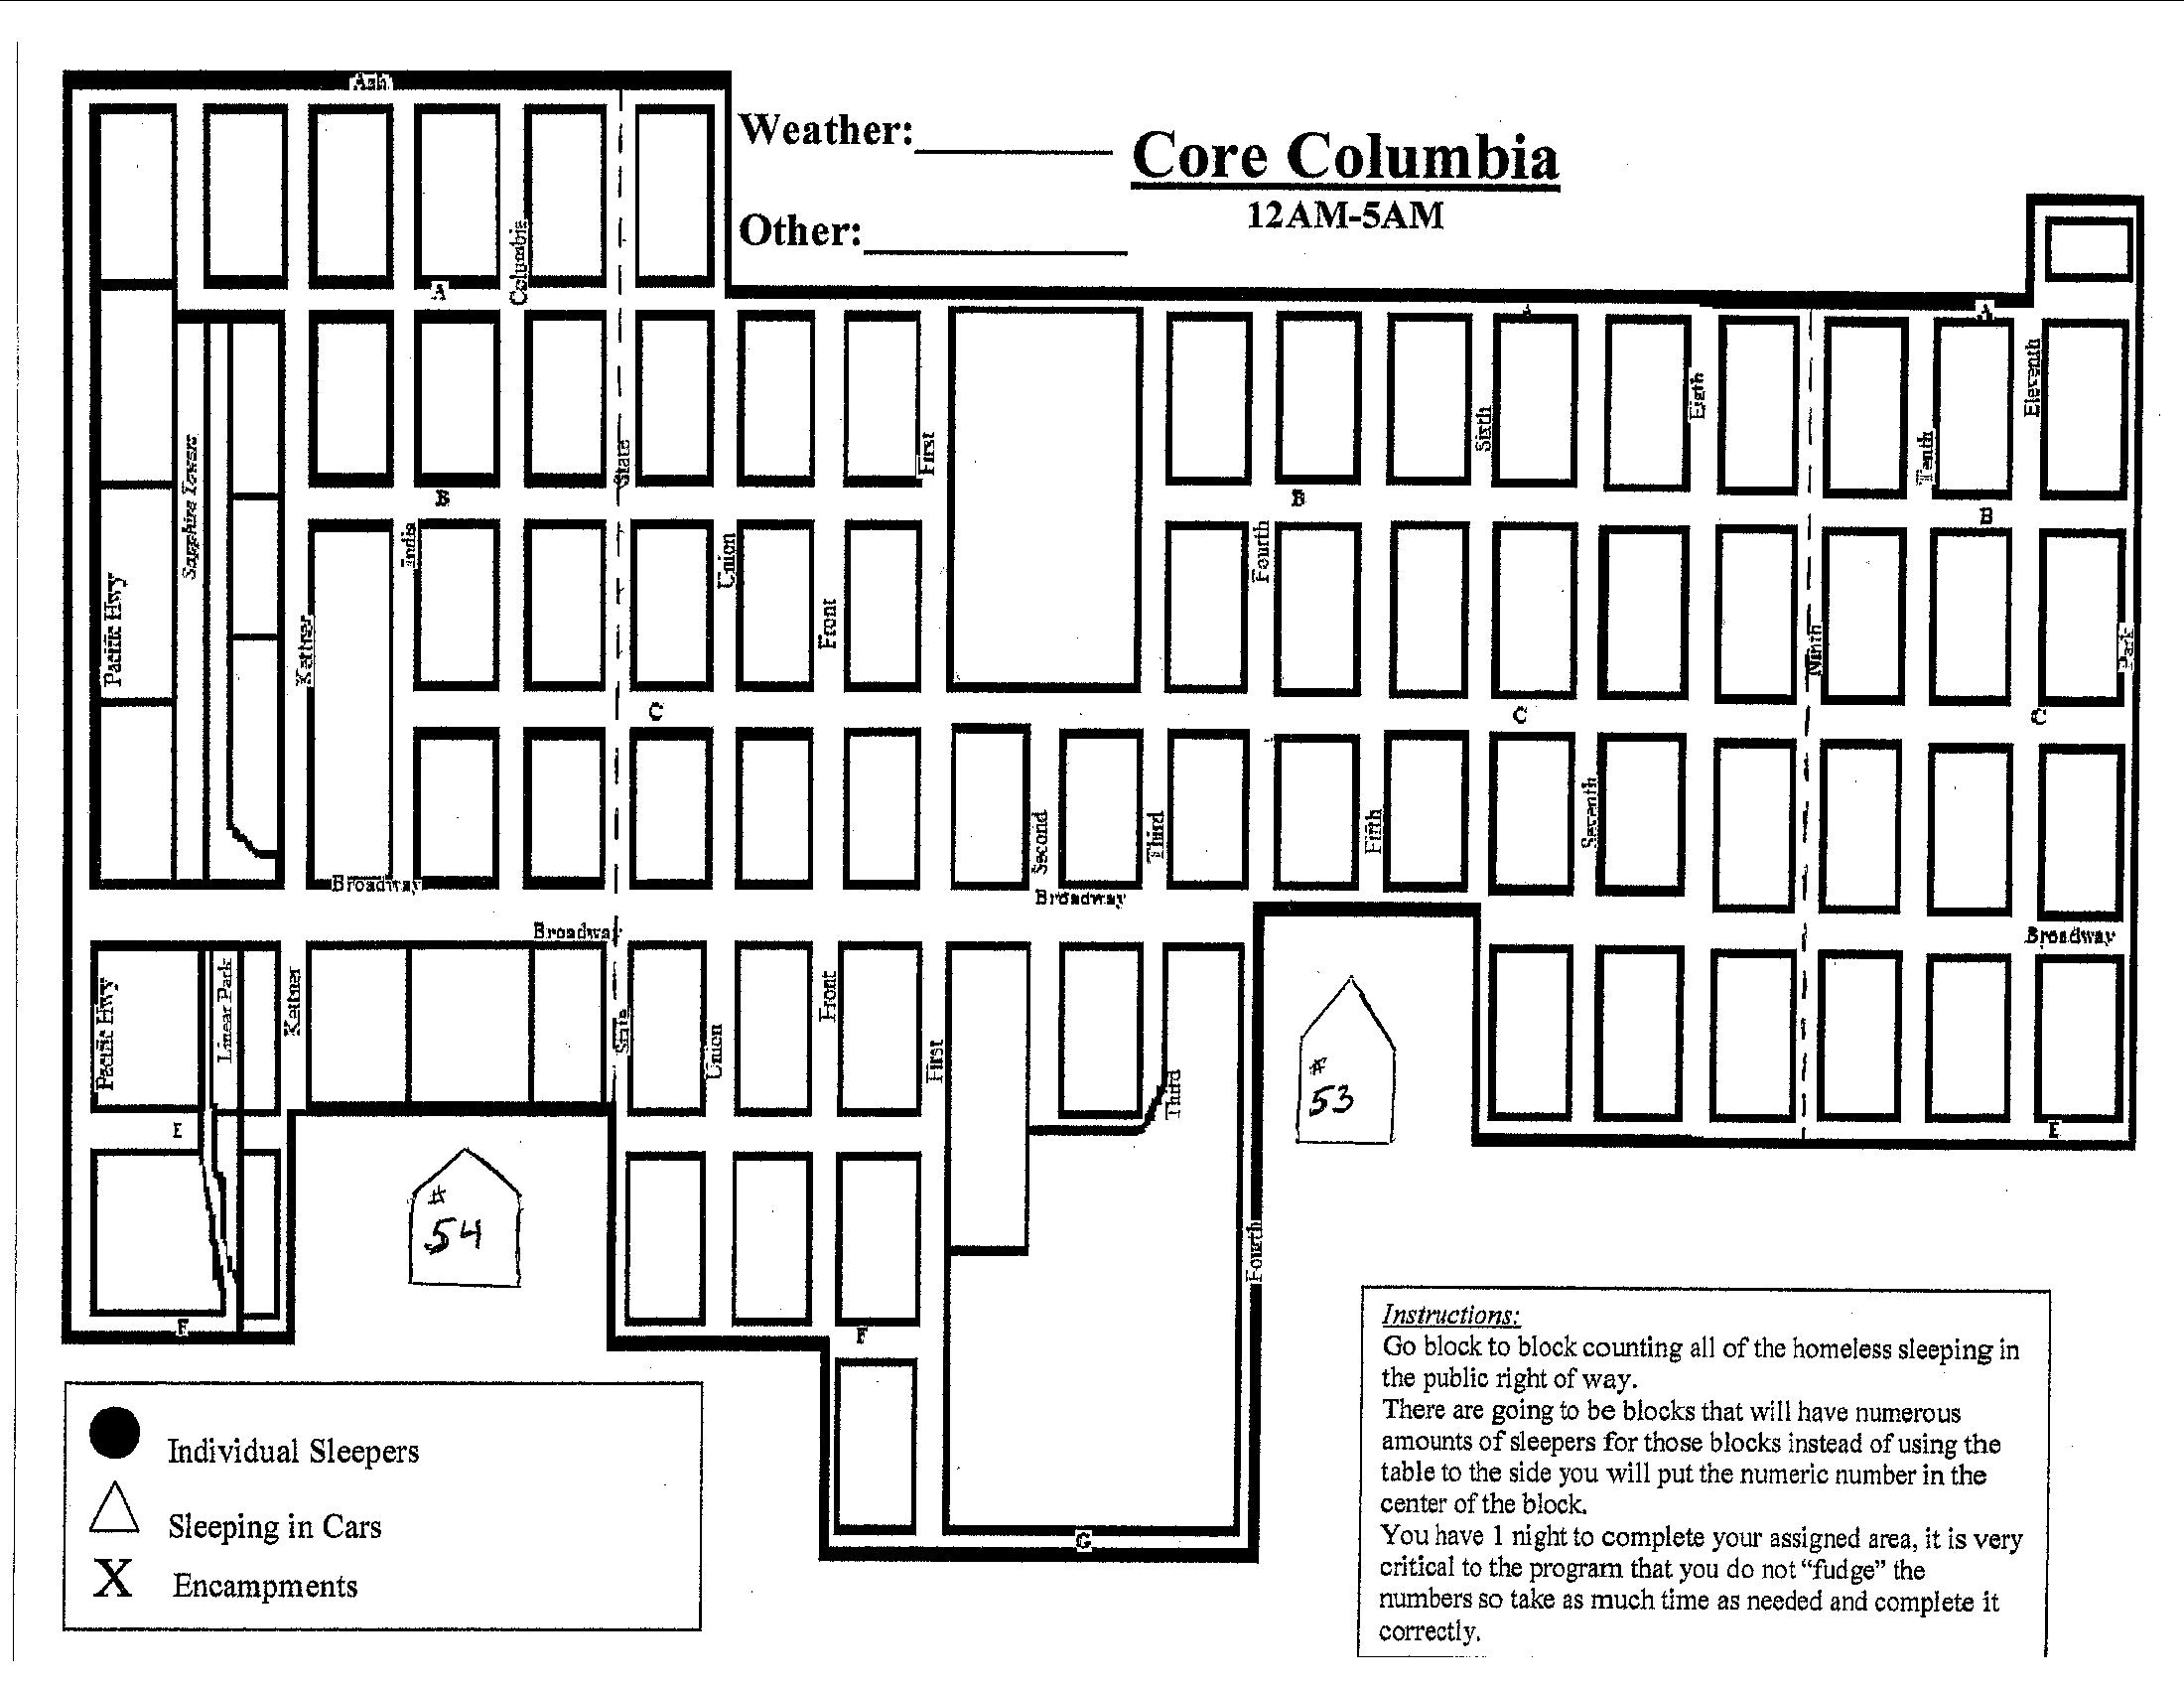 Ash
Weather:
Core Columbia
12AM-5AM
Other:
Columbia
A
A
A
First
Sixth
Eigth
Tenth
Eleventh
Sapphire Towers
State
B
B
B
India
Union
Fourth
Front
Pacific Hwy
Kettner
Ninth
Park
C
C
C
Second
Third
Fifth
Seventh
Broadway
Broadway
Broadway
Broadway
Pacific Hwy
Linear Park
Kettner
State
Union
Front
First
Third
#
53
E
E
#
54
Fourth
F
F
G
Individual Sleepers
Sleeping in Cars
X Encampments
Instructions:
Go block to block counting all of the homeless sleeping in
the public right of way.
There are going to be blocks that will have numerous
amounts of sleepers for those blocks instead of using the
table to the side you will put the numeric number in the
center of the block.
You have 1 night to complete your assigned area, it is very
critical to the program that you do not "fudge" the
numbers so take as much time as needed and complete it
correctly.